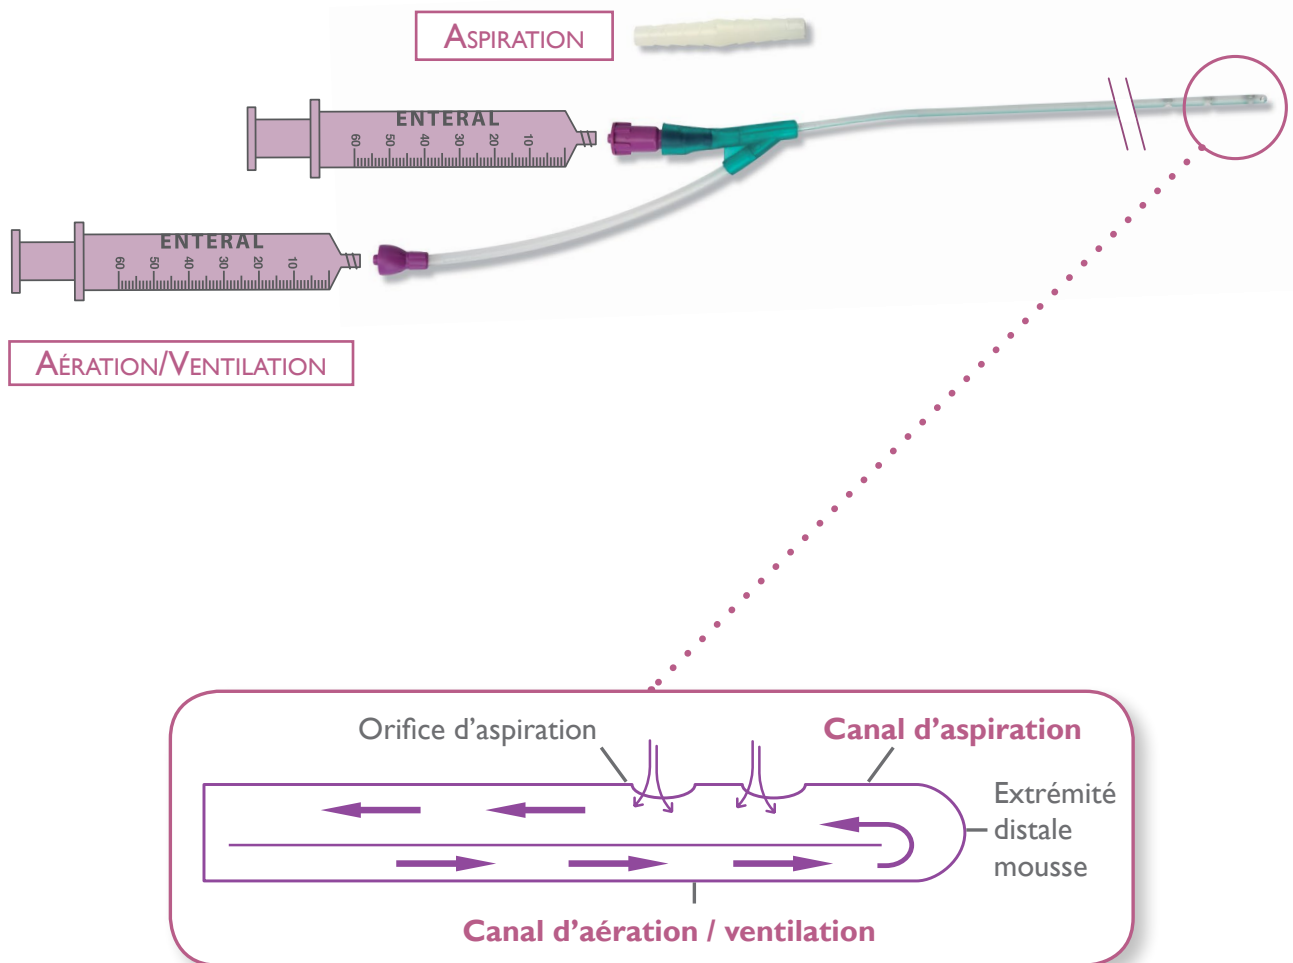 ASPIRATION
ENTERAL
60 50 40 30 20 10
ENTERAL
60 50 40 30 20 10
AÉRATION/VENTILATION
Orifice d'aspiration
Canal d'aspiration
Extrémité
distale
mousse
Canal d'aération / ventilation